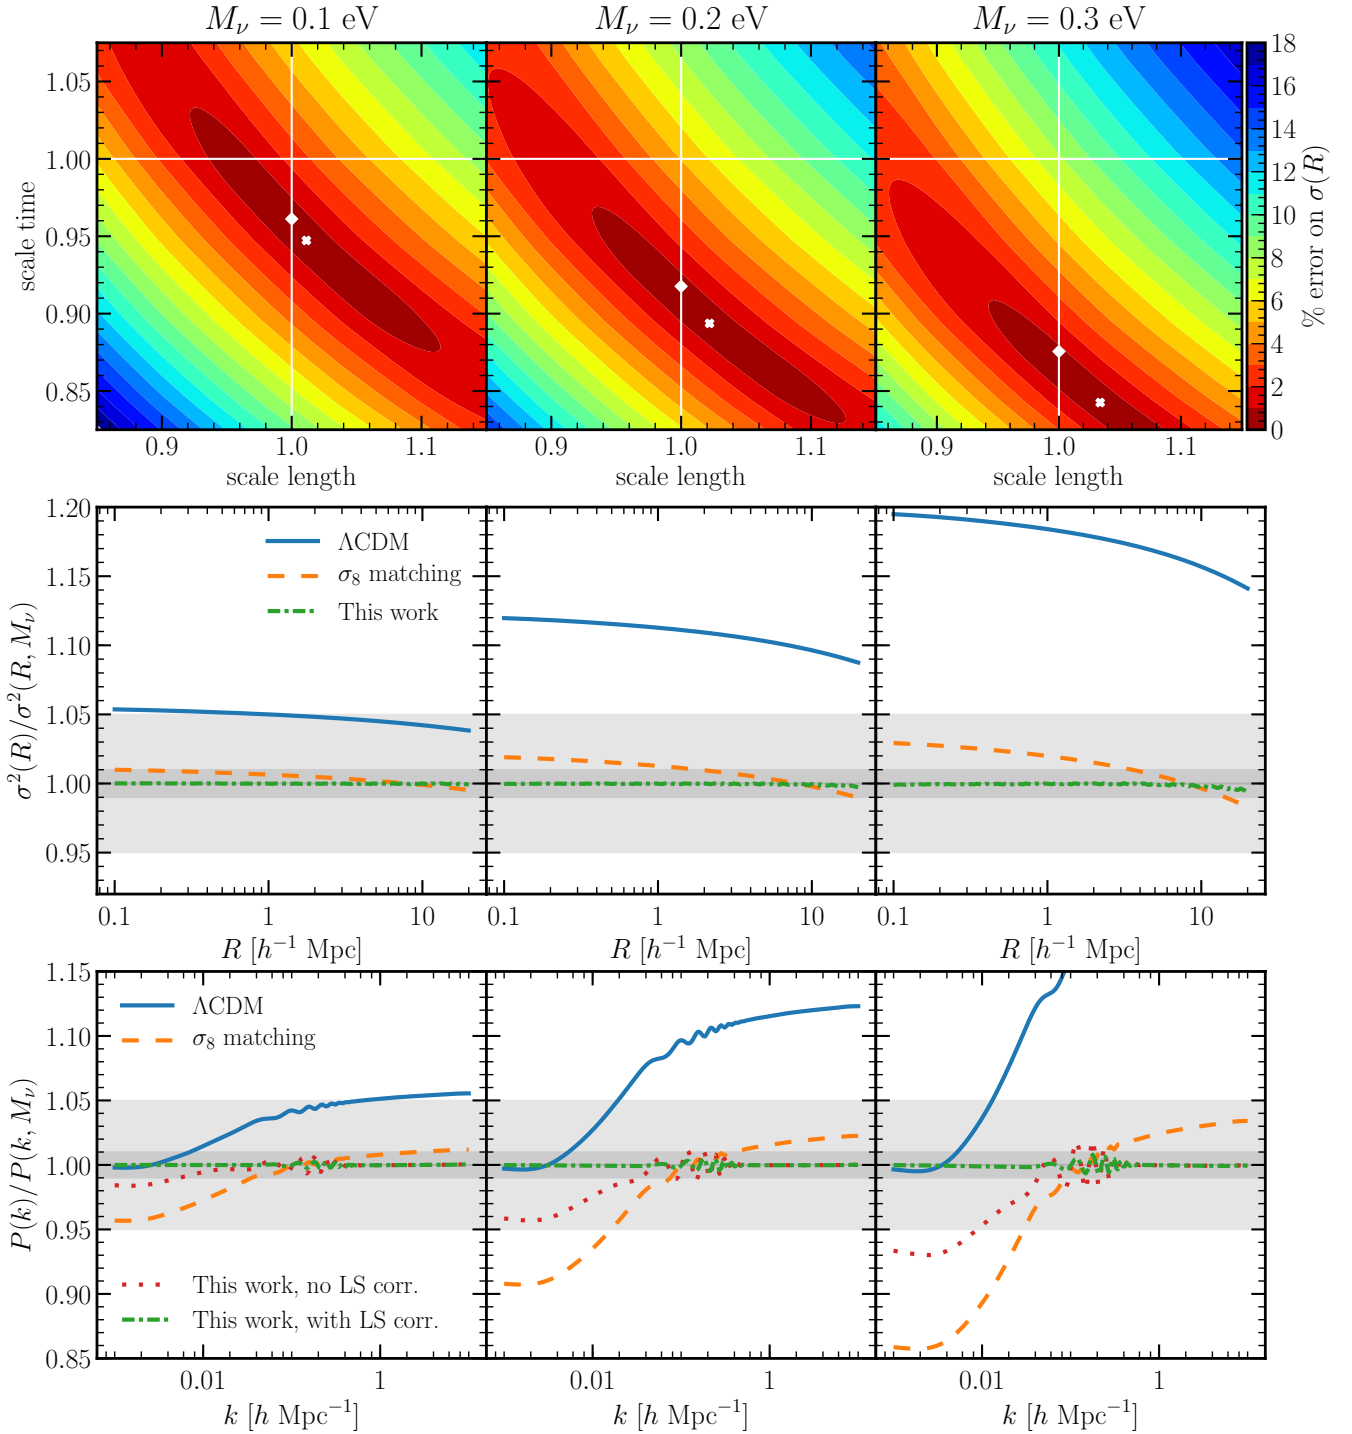 M_ν = 0.1 eV
M_ν = 0.2 eV
M_ν = 0.3 eV
1.05
1.00
0.95
0.90
0.85
scale time
0.9 1.0 1.1
0.9 1.0 1.1
0.9 1.0 1.1
scale length
scale length
scale length
18
16
14
12
10
8
6
4
2
0
% error on σ(R)
1.20
1.15
1.10
1.05
1.00
0.95
σ²(R)/σ²(R, M_ν)
ΛCDM
σ₈ matching
This work
0.1 1 10
0.1 1 10
0.1 1 10
R [h⁻¹ Mpc]
R [h⁻¹ Mpc]
R [h⁻¹ Mpc]
1.15
1.10
1.05
1.00
0.95
0.90
0.85
P(k)/P(k, M_ν)
ΛCDM
σ₈ matching
This work, no LS corr.
This work, with LS corr.
0.01 1
0.01 1
0.01 1
k [h Mpc⁻¹]
k [h Mpc⁻¹]
k [h Mpc⁻¹]